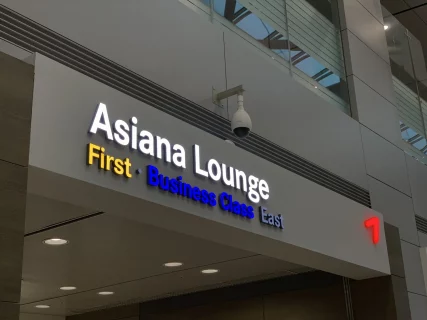 Asiana Lounge
First · Business Class East